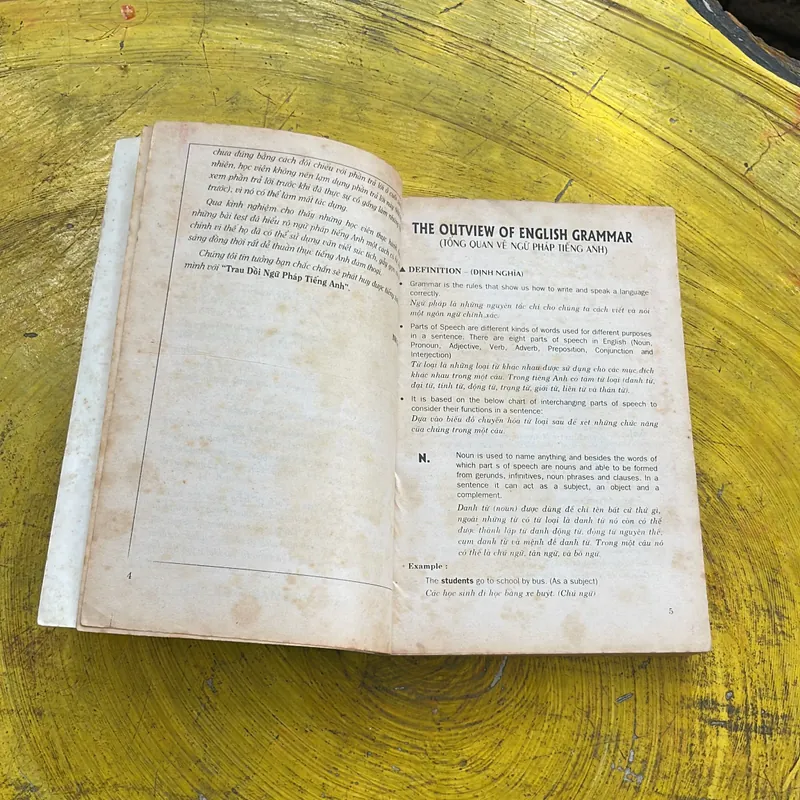 chưa đúng bằng cách đối chiếu với phần trả lời ở cuối
nhiên, học viên không nên lạm dụng phần trả lời này
xem phần trả lời trước khi đã thực sự cố gắng làm
trước), vì nó có thể làm mất tác dụng.
Qua kinh nghiệm cho thấy những học viên thực hành
những bài test đã hiểu rõ ngữ pháp tiếng Anh một cách
chính vì thế họ đã có thể sử dụng văn viết súc tích,
sáng đồng thời rất dễ thuần thục tiếng Anh đàm thoại.
Chúng tôi tin tưởng bạn chắc chắn sẽ phát huy được
mình với "Trau Dồi Ngữ Pháp Tiếng Anh".
4
THE OUTVIEW OF ENGLISH GRAMMAR
(TỔNG QUAN VỀ NGỮ PHÁP TIẾNG ANH)
▲ DEFINITION – (ĐỊNH NGHĨA)
• Grammar is the rules that show us how to write and speak a language
correctly.
Ngữ pháp là những nguyên tắc chỉ cho chúng ta cách viết và nói
một ngôn ngữ chính xác.
• Parts of Speech are different kinds of words used for different purposes
in a sentence. There are eight parts of speech in English (Noun,
Pronoun, Adjective, Verb, Adverb, Preposition, Conjunction and
Interjection)
Từ loại là những loại từ khác nhau được sử dụng cho các mục đích
khác nhau trong một câu. Trong tiếng Anh có tám từ loại (danh từ,
đại từ, tính từ, động từ, trạng từ, giới từ, liên từ và thán từ).
• It is based on the below chart of interchanging parts of speech to
consider their functions in a sentence:
Dựa vào biểu đồ chuyển hóa từ loại sau để xét những chức năng
của chúng trong một câu.
N. Noun is used to name anything and besides the words of
which part s of speech are nouns and able to be formed
from gerunds, infinitives, noun phrases and clauses. In a
sentence it can act as a subject, an object and a
complement.
Danh từ (noun) được dùng để chỉ tên bất cứ thứ gì,
ngoài những từ có từ loại là danh từ nó còn có thể
được thành lập từ danh động từ, động từ nguyên thể,
cụm danh từ và mệnh đề danh từ. Trong một câu nó
có thể là chủ ngữ, tân ngữ, và bổ ngữ.
- Example :
The students go to school by bus. (As a subject)
Các học sinh đi học bằng xe buýt. (Chủ ngữ)
5